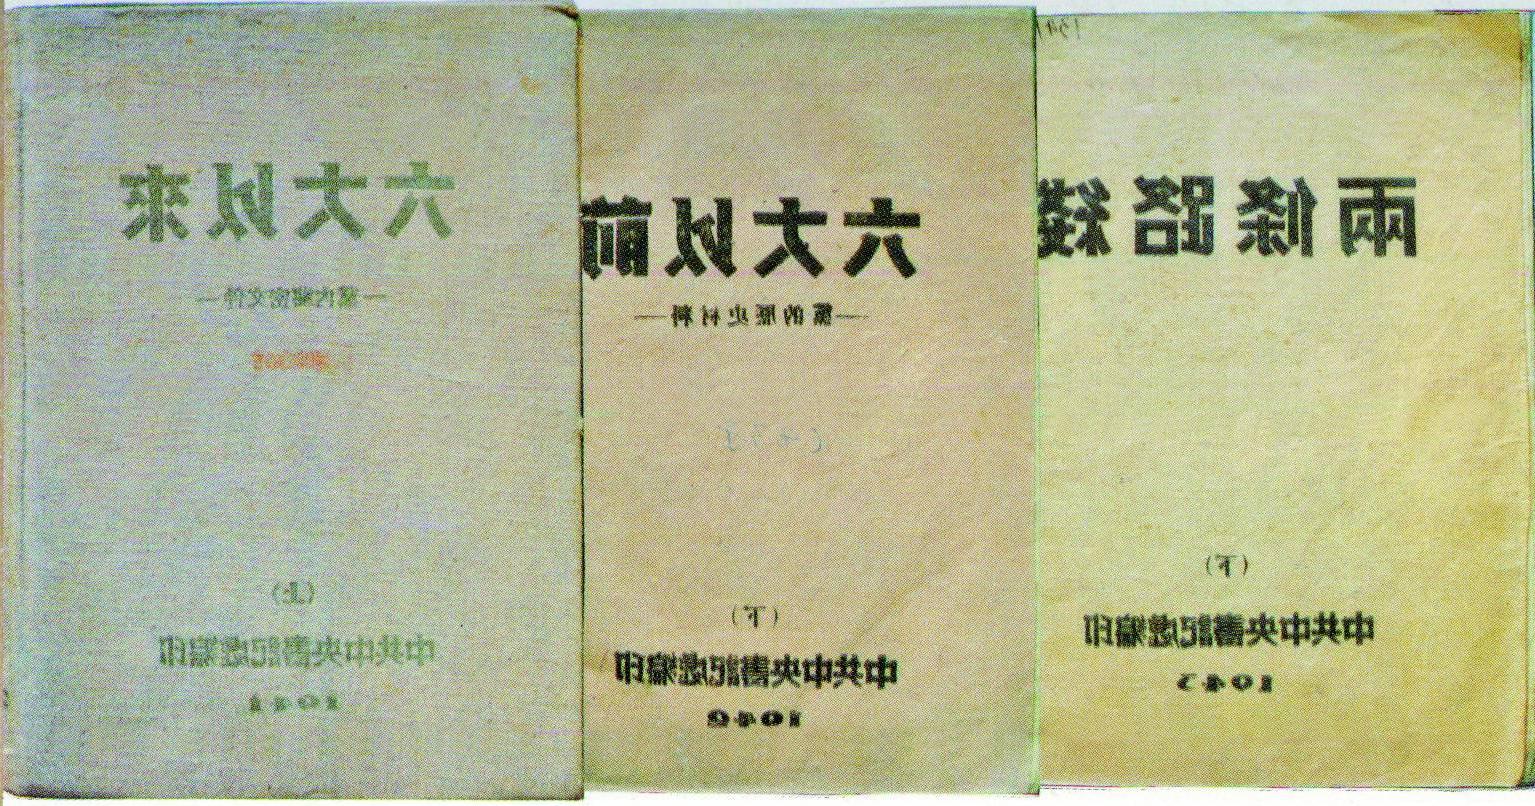 六大以來
—黨內秘密文件—
(上)
中共中央書記處編印
1941
六大以前
—黨的歷史材料—
(下)
中共中央書記處編印
1942
兩條路綫
(下)
中共中央書記處編印
1943